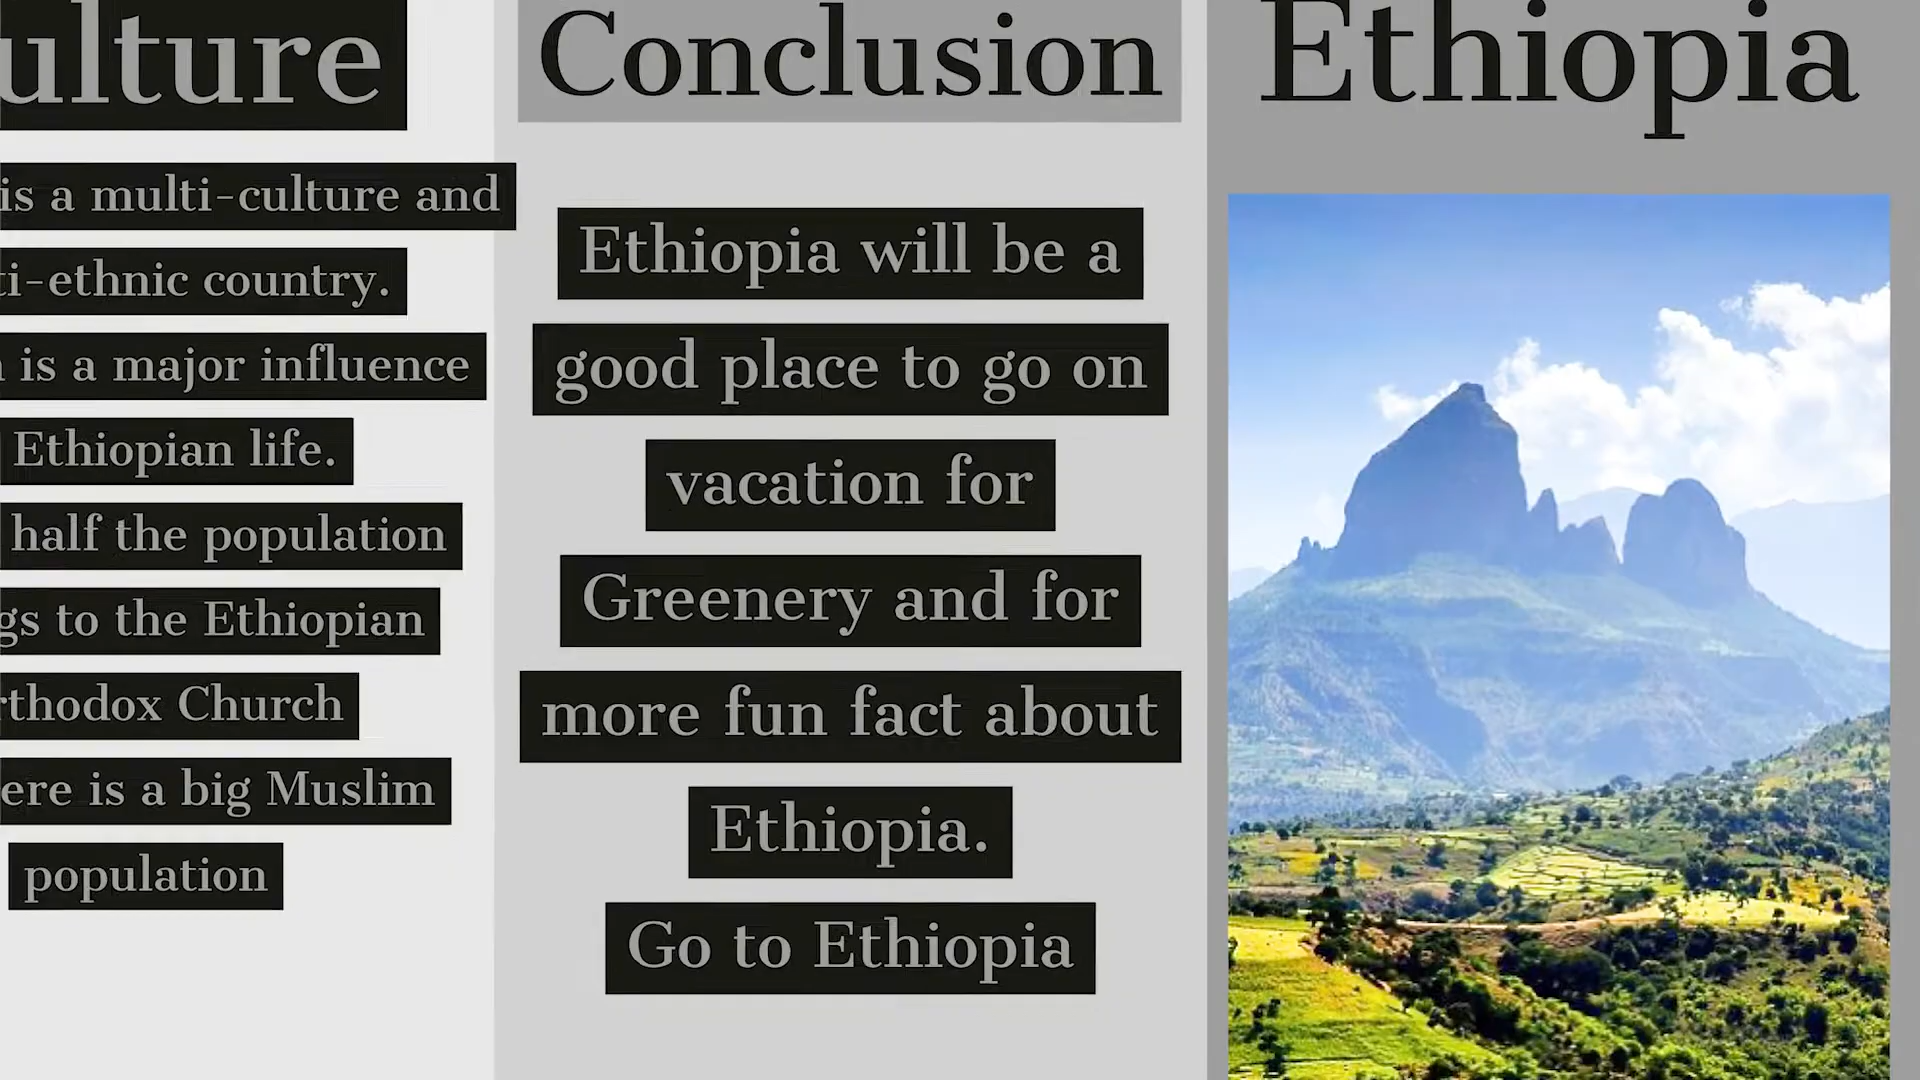 ulture
is a multi-culture and
ti-ethnic country.
is a major influence
Ethiopian life.
half the population
gs to the Ethiopian
rthodox Church
ere is a big Muslim
population
Conclusion
Ethiopia will be a
good place to go on
vacation for
Greenery and for
more fun fact about
Ethiopia.
Go to Ethiopia
Ethiopia